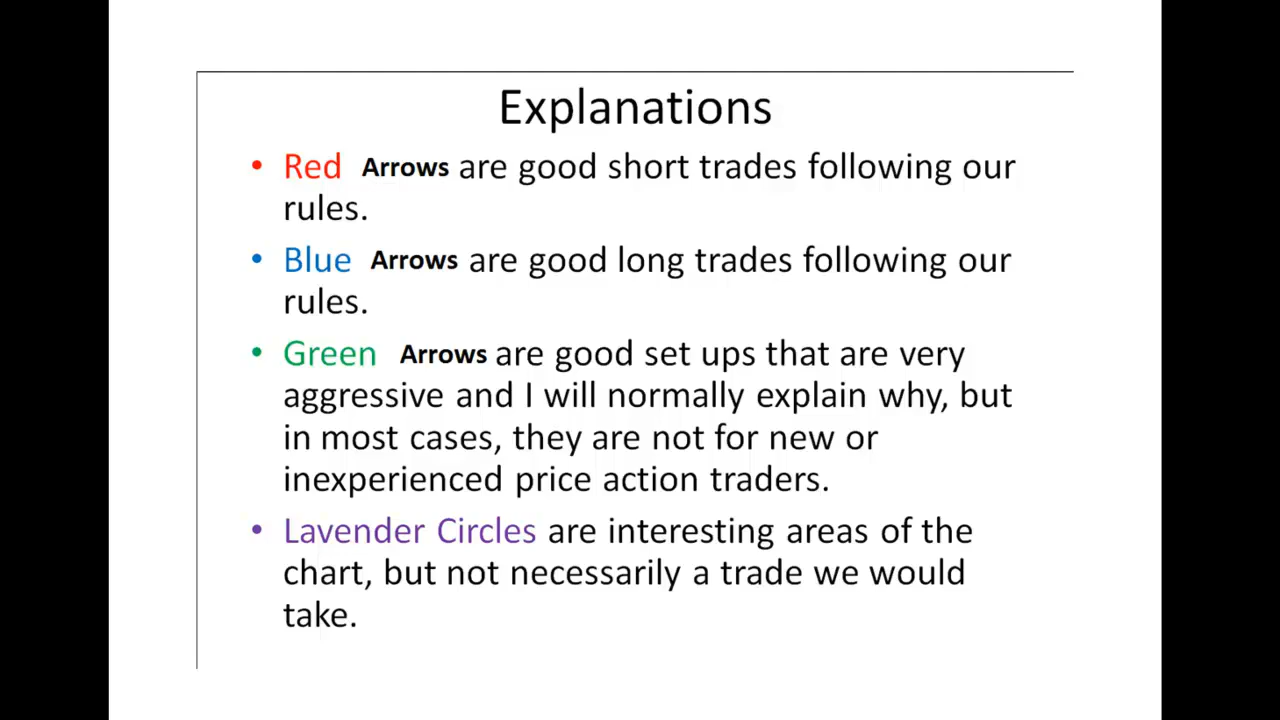 Explanations
• Red Arrows are good short trades following our
rules.
• Blue Arrows are good long trades following our
rules.
• Green Arrows are good set ups that are very
aggressive and I will normally explain why, but
in most cases, they are not for new or
inexperienced price action traders.
• Lavender Circles are interesting areas of the
chart, but not necessarily a trade we would
take.